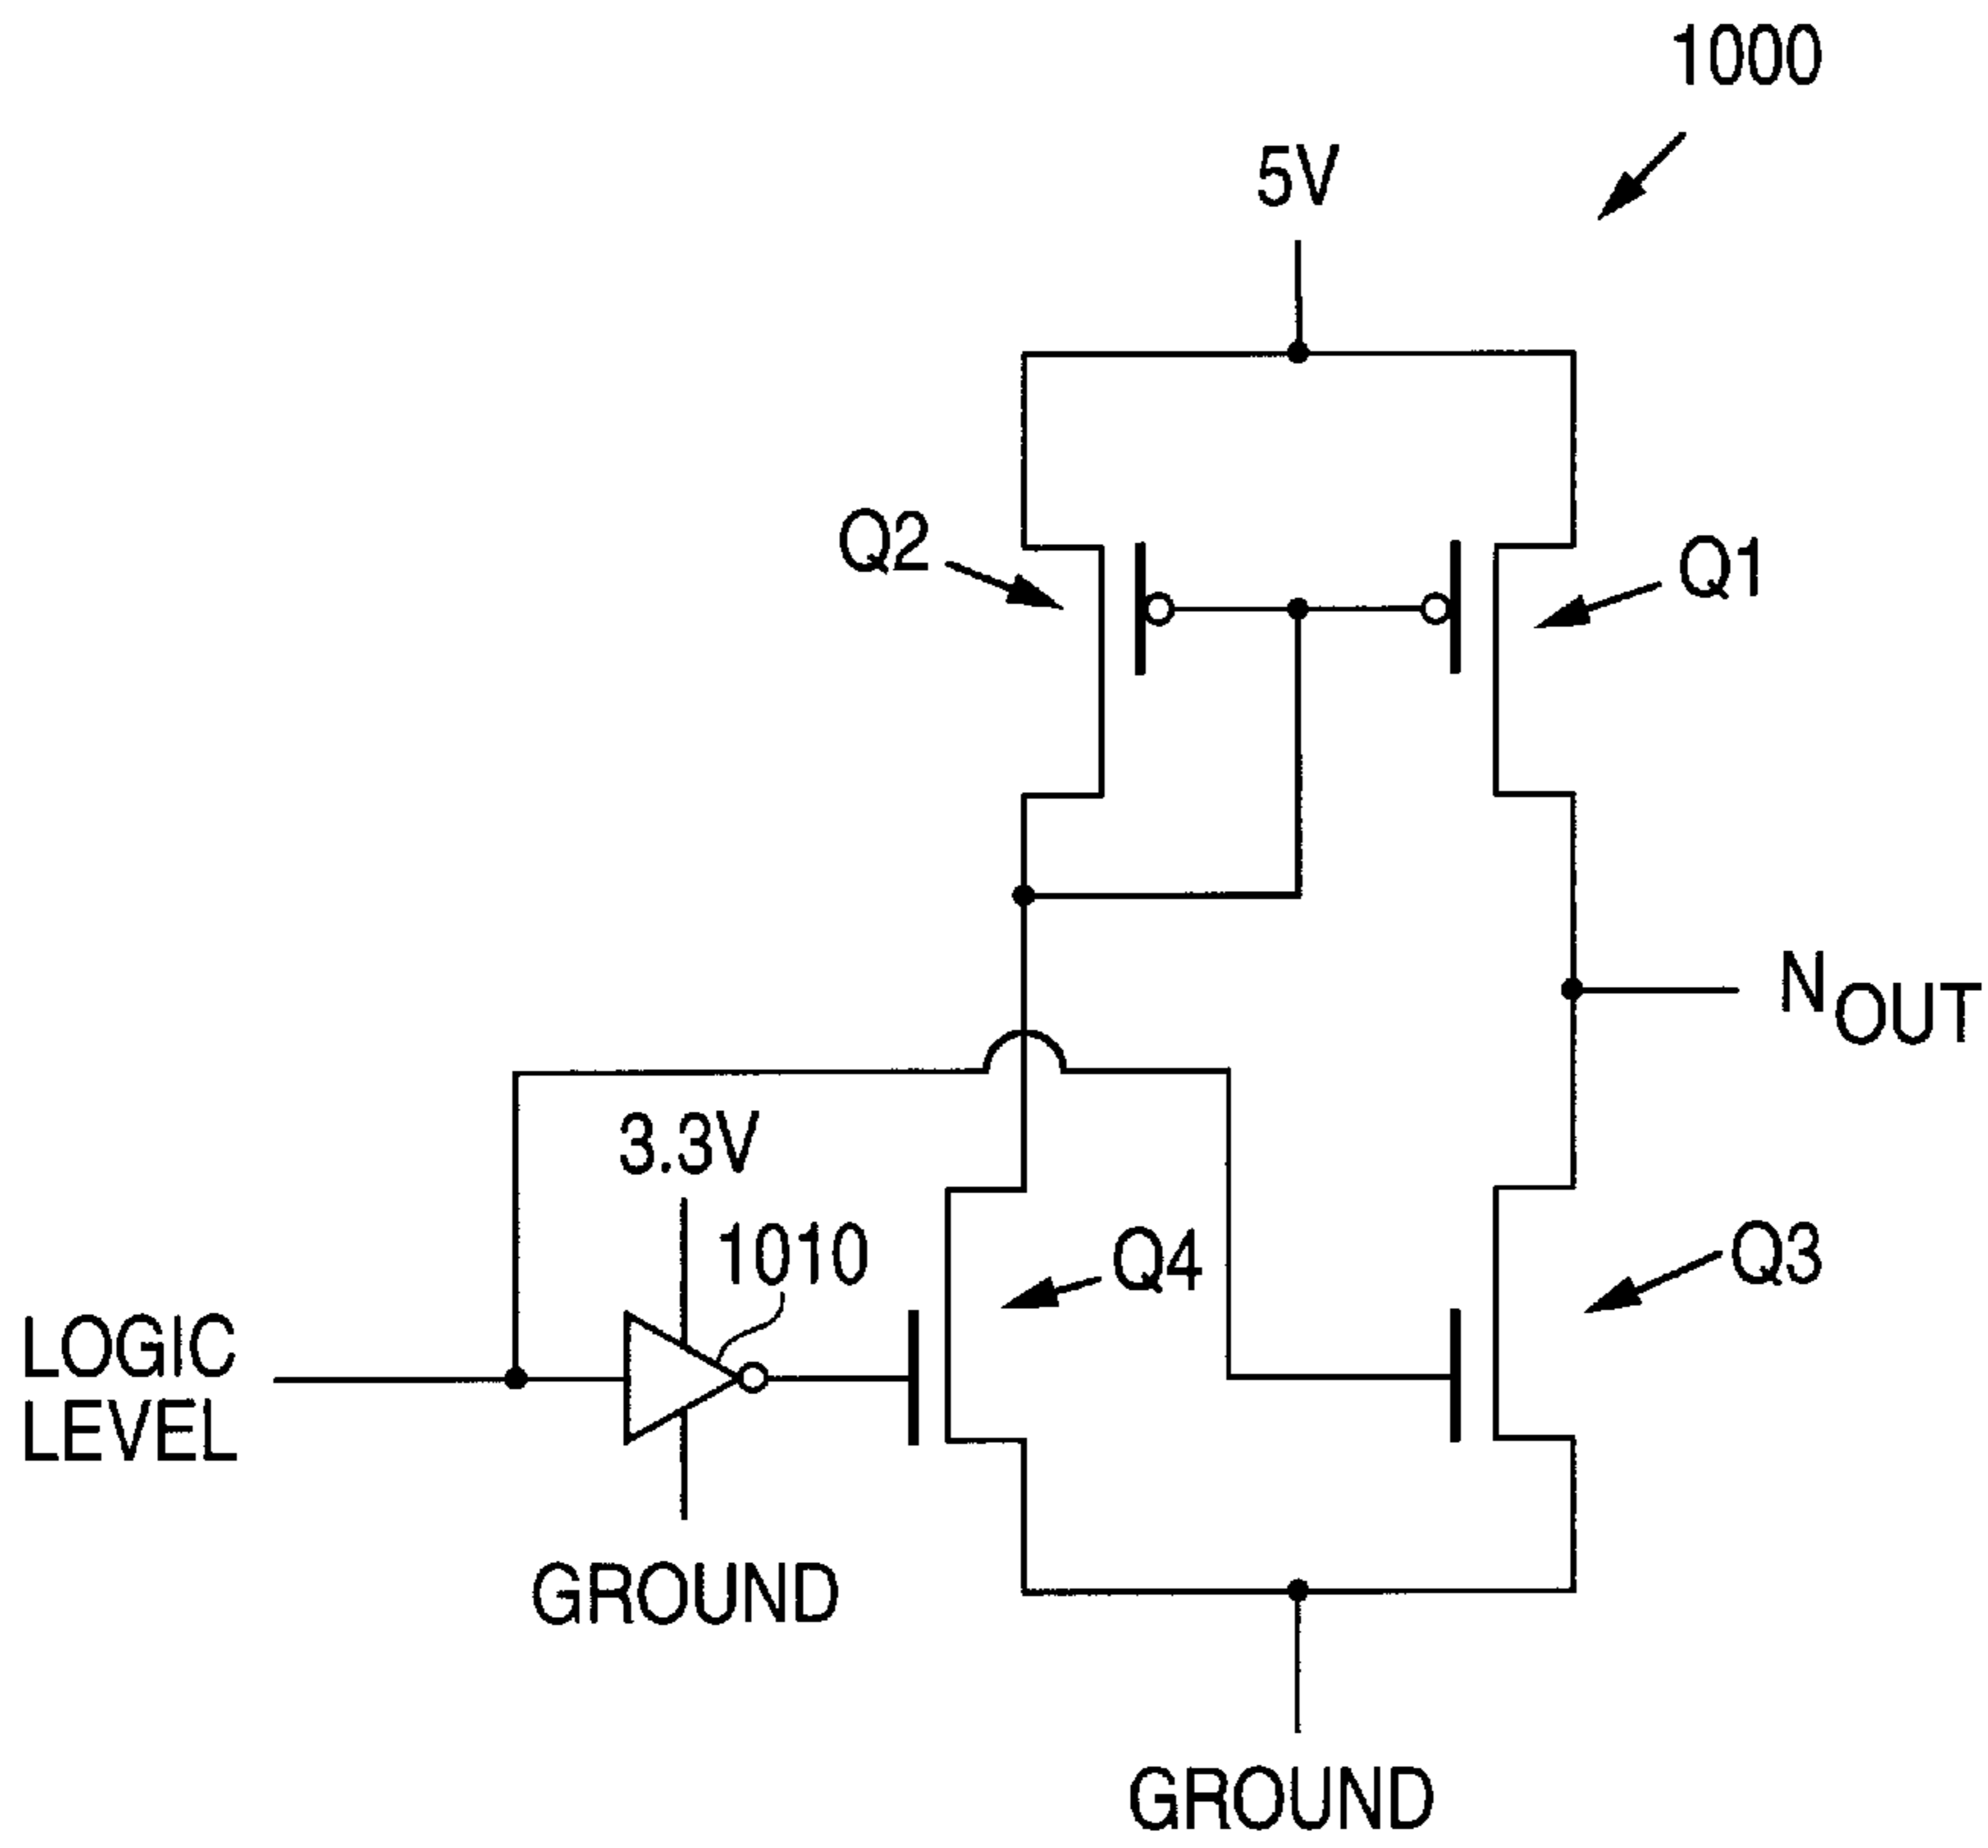 1000
5V
Q2
Q1
NOUT
3.3V
1010
Q4
Q3
LOGIC
LEVEL
GROUND
GROUND